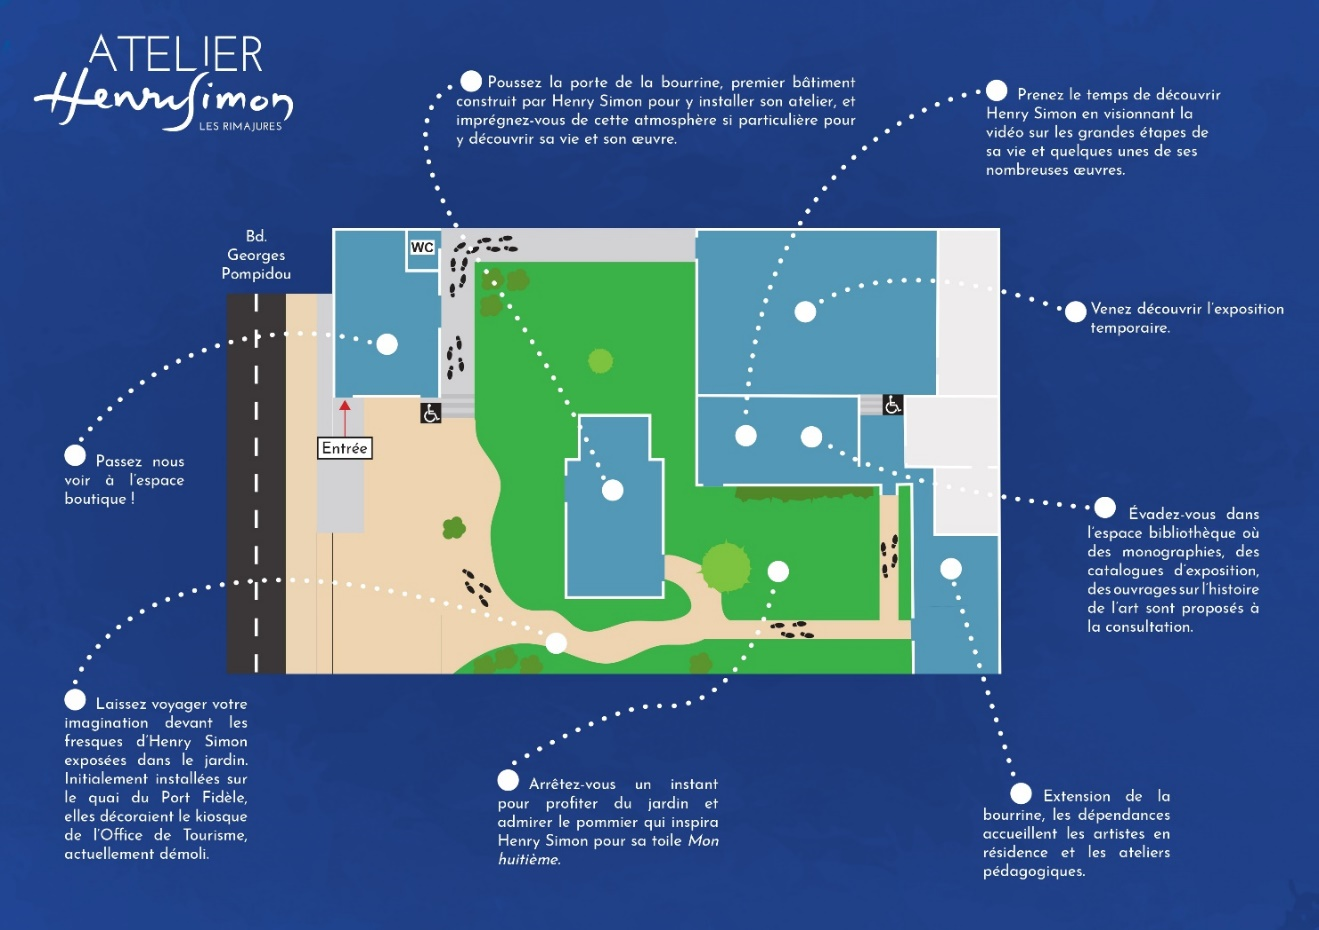 ATELIER
HenrySimon
LES RIMAJURES
Poussez la porte de la bourrine, premier bâtiment
construit par Henry Simon pour y installer son atelier, et
imprégnez-vous de cette atmosphère si particulière pour
y découvrir sa vie et son œuvre.
Prenez le temps de découvrir
Henry Simon en visionnant la
vidéo sur les grandes étapes de
sa vie et quelques unes de ses
nombreuses œuvres.
Bd.
Georges
Pompidou
WC
Venez découvrir l'exposition
temporaire.
Entrée
Passez nous
voir à l'espace
boutique !
Évadez-vous dans
l'espace bibliothèque où
des monographies, des
catalogues d'exposition,
des ouvrages sur l'histoire
de l'art sont proposés à
la consultation.
Laissez voyager votre
imagination devant les
fresques d'Henry Simon
exposées dans le jardin.
Initialement installées sur
le quai du Port Fidèle,
elles décoraient le kiosque
de l'Office de Tourisme,
actuellement démoli.
Arrêtez-vous un instant
pour profiter du jardin et
admirer le pommier qui inspira
Henry Simon pour sa toile Mon
huitième.
Extension de la
bourrine, les dépendances
accueillent les artistes en
résidence et les ateliers
pédagogiques.